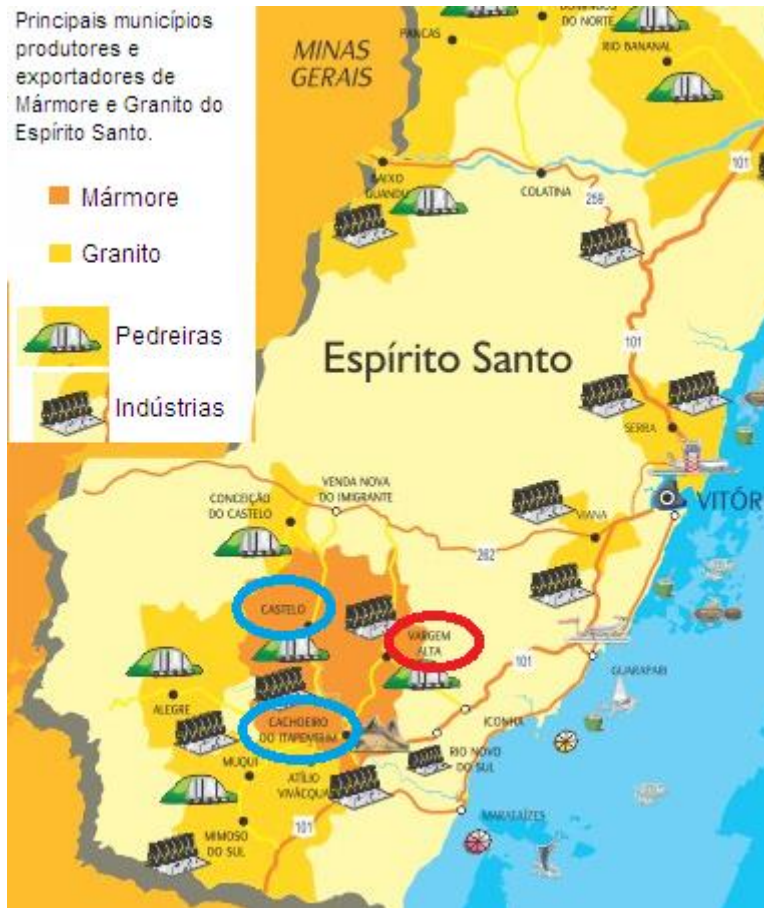 Principais municípios
produtores e
exportadores de
Mármore e Granito do
Espírito Santo.
Mármore
Granito
Pedreiras
Indústrias
MINAS
GERAIS
PANCAS
DOMINGOS
DO NORTE
RIO BANANAL
BAIXO
GUANDU
COLATINA
101
259
101
Espírito Santo
SERRA
VITÓR
VENDA NOVA
DO IMIGRANTE
CONCEIÇÃO
DO CASTELO
VIANA
262
CASTELO
VARGEM
ALTA
101
GUARAPARI
ALEGRE
CACHOEIRO
DO ITAPEMIRIM
ICONHA
RIO NOVO
DO SUL
MUQUI
ATÍLIO
VIVÁCQUA
MARATAÍZES
101
MIMOSO
DO SUL